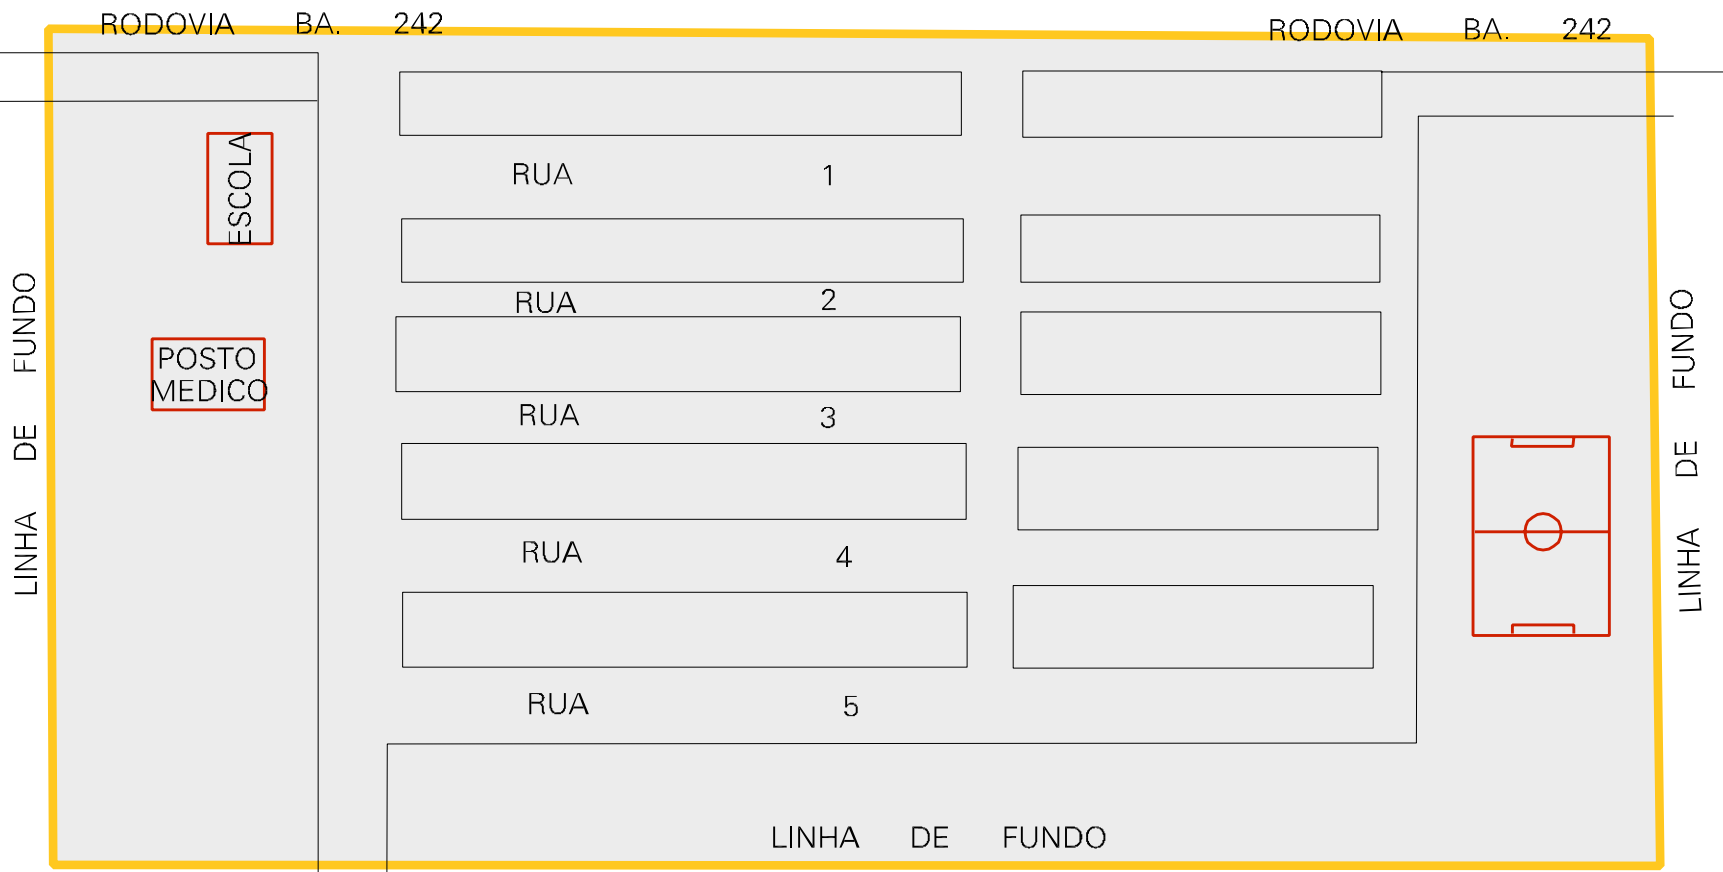 RODOVIA BA. 242
RODOVIA BA. 242
ESCOLA
RUA 1
LINHA DE FUNDO
RUA 2
LINHA DE FUNDO
POSTO
MEDICO
RUA 3
RUA 4
RUA 5
LINHA DE FUNDO